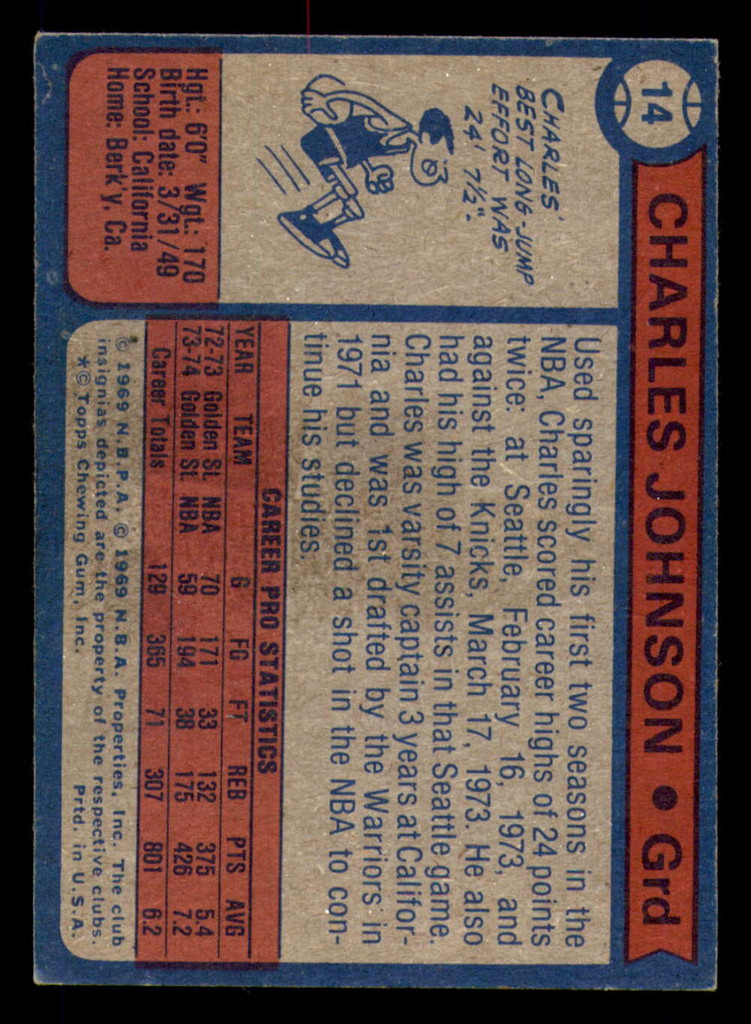 14
CHARLES JOHNSON • Grd
CHARLES'
BEST LONG-JUMP
EFFORT WAS
24' 7½".
Hgt.: 6'0" Wgt.: 170
Birth date: 3/31/49
School: California
Home: Berk'y, Ca.
Used sparingly his first two seasons in the
NBA, Charles scored career highs of 24 points
twice: at Seattle, February 16, 1973, and
against the Knicks, March 17, 1973. He also
had his high of 7 assists in that Seattle game.
Charles was varsity captain 3 years at Califor-
nia and was 1st drafted by the Warriors in
1971 but declined a shot in the NBA to con-
tinue his studies.
CAREER PRO STATISTICS
YEAR TEAM G FG FT REB PTS AVG
72-73 Golden St. NBA 70 171 33 132 375 5.4
73-74 Golden St. NBA 59 194 38 175 426 7.2
Career Totals 129 365 71 307 801 6.2
© 1969 N.B.P.A. © 1969 N.B.A. Properties, Inc. The club
insignias depicted are the property of the respective clubs.
*© Topps Chewing Gum, Inc. Prtd. in U.S.A.